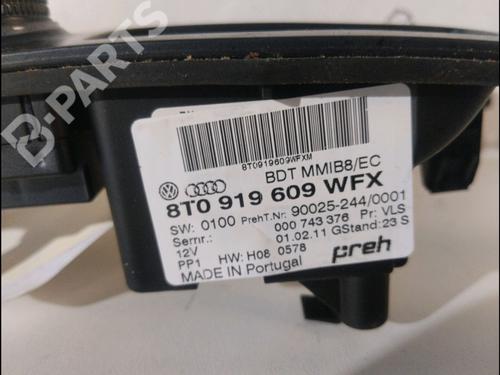 B-PARTS
8T0919609WFXM
BDT MMIB8/EC
8T0 919 609 WFX
SW: 0100 PrehT.Nr: 90025-244/0001
Sernr.: 000 743 376 Pr: VLS
12V 01.02.11 GStand: 23 S
PP1 HW: H08 0578
MADE IN Portugal preh